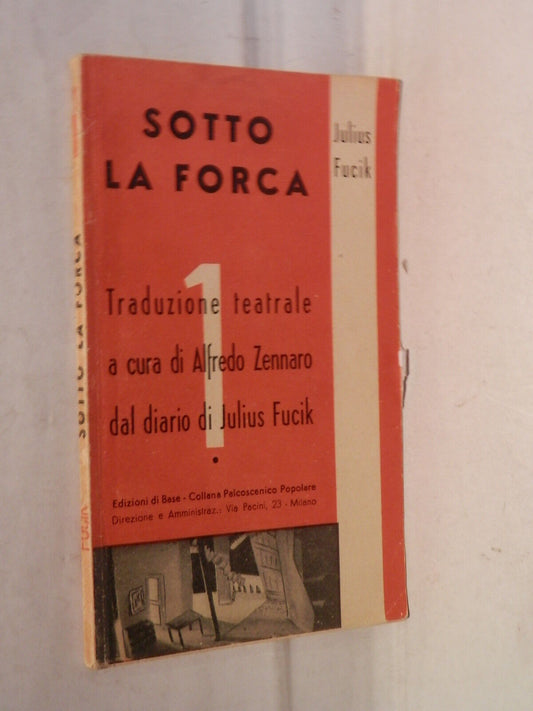 SOTTO
LA FORCA
Julius
Fucik
1
Traduzione teatrale
a cura di Alfredo Zennaro
dal diario di Julius Fucik
Edizioni di Base - Collana Palcoscenico Popolare
Direzione e Amministraz.: Via Pacini, 23 - Milano
FUCIK
SOTTO LA FORCA